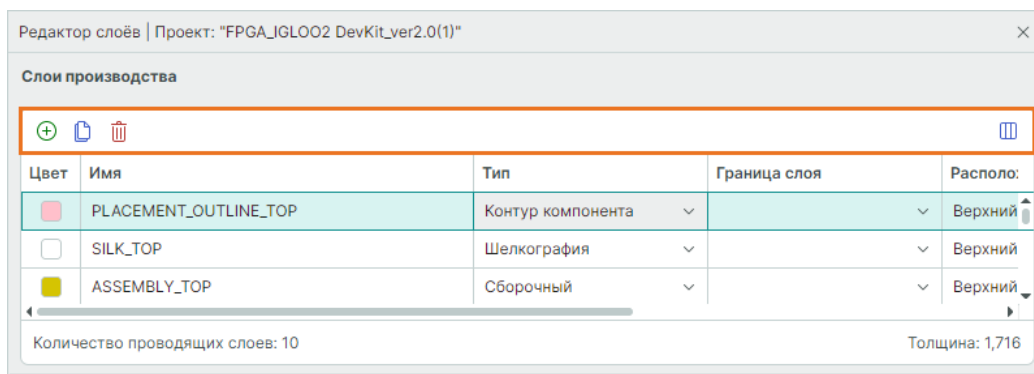 Редактор слоёв | Проект: "FPGA_IGLOO2 DevKit_ver2.0(1)"
Слои производства
Цвет Имя Тип Граница слоя Располо:
PLACEMENT_OUTLINE_TOP Контур компонента Верхний
SILK_TOP Шелкография Верхний
ASSEMBLY_TOP Сборочный Верхний
Количество проводящих слоев: 10 Толщина: 1,716